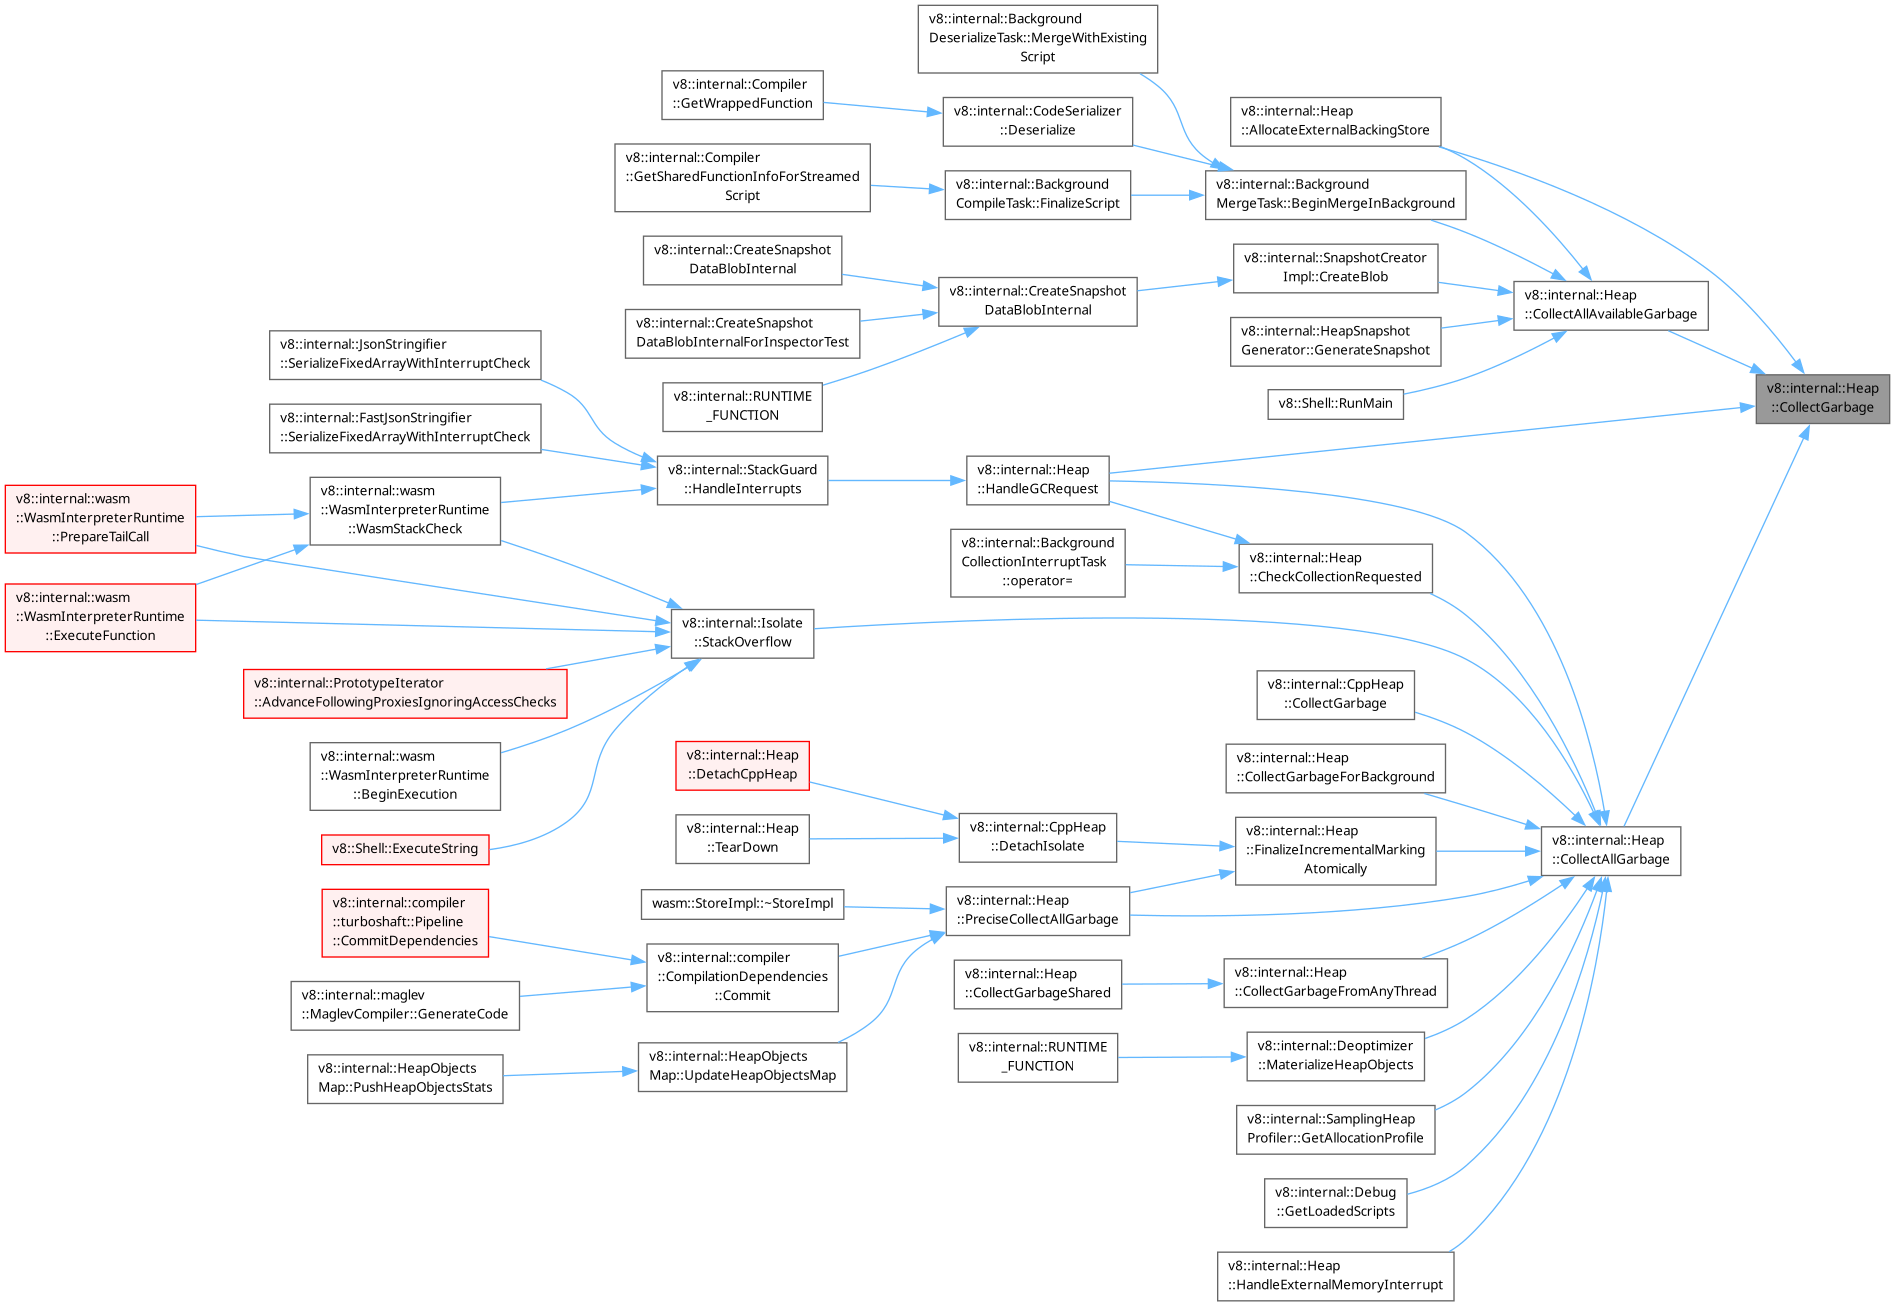 v8::internal::Background
DeserializeTask::MergeWithExisting
Script
v8::internal::Compiler
::GetWrappedFunction
v8::internal::CodeSerializer
::Deserialize
v8::internal::Heap
::AllocateExternalBackingStore
v8::internal::Compiler
::GetSharedFunctionInfoForStreamed
Script
v8::internal::Background
CompileTask::FinalizeScript
v8::internal::Background
MergeTask::BeginMergeInBackground
v8::internal::CreateSnapshot
DataBlobInternal
v8::internal::SnapshotCreator
Impl::CreateBlob
v8::internal::CreateSnapshot
DataBlobInternal
v8::internal::Heap
::CollectAllAvailableGarbage
v8::internal::CreateSnapshot
DataBlobInternalForInspectorTest
v8::internal::HeapSnapshot
Generator::GenerateSnapshot
v8::internal::JsonStringifier
::SerializeFixedArrayWithInterruptCheck
v8::internal::RUNTIME
_FUNCTION
v8::Shell::RunMain
v8::internal::Heap
::CollectGarbage
v8::internal::FastJsonStringifier
::SerializeFixedArrayWithInterruptCheck
v8::internal::StackGuard
::HandleInterrupts
v8::internal::Heap
::HandleGCRequest
v8::internal::wasm
::WasmInterpreterRuntime
::PrepareTailCall
v8::internal::wasm
::WasmInterpreterRuntime
::WasmStackCheck
v8::internal::Background
CollectionInterruptTask
::operator=
v8::internal::Heap
::CheckCollectionRequested
v8::internal::wasm
::WasmInterpreterRuntime
::ExecuteFunction
v8::internal::Isolate
::StackOverflow
v8::internal::PrototypeIterator
::AdvanceFollowingProxiesIgnoringAccessChecks
v8::internal::CppHeap
::CollectGarbage
v8::internal::wasm
::WasmInterpreterRuntime
::BeginExecution
v8::internal::Heap
::DetachCppHeap
v8::internal::Heap
::CollectGarbageForBackground
v8::Shell::ExecuteString
v8::internal::Heap
::TearDown
v8::internal::CppHeap
::DetachIsolate
v8::internal::Heap
::FinalizeIncrementalMarking
Atomically
v8::internal::Heap
::CollectAllGarbage
v8::internal::compiler
::turboshaft::Pipeline
::CommitDependencies
wasm::StoreImpl::~StoreImpl
v8::internal::Heap
::PreciseCollectAllGarbage
v8::internal::maglev
::MaglevCompiler::GenerateCode
v8::internal::compiler
::CompilationDependencies
::Commit
v8::internal::Heap
::CollectGarbageShared
v8::internal::Heap
::CollectGarbageFromAnyThread
v8::internal::HeapObjects
Map::PushHeapObjectsStats
v8::internal::HeapObjects
Map::UpdateHeapObjectsMap
v8::internal::RUNTIME
_FUNCTION
v8::internal::Deoptimizer
::MaterializeHeapObjects
v8::internal::SamplingHeap
Profiler::GetAllocationProfile
v8::internal::Debug
::GetLoadedScripts
v8::internal::Heap
::HandleExternalMemoryInterrupt